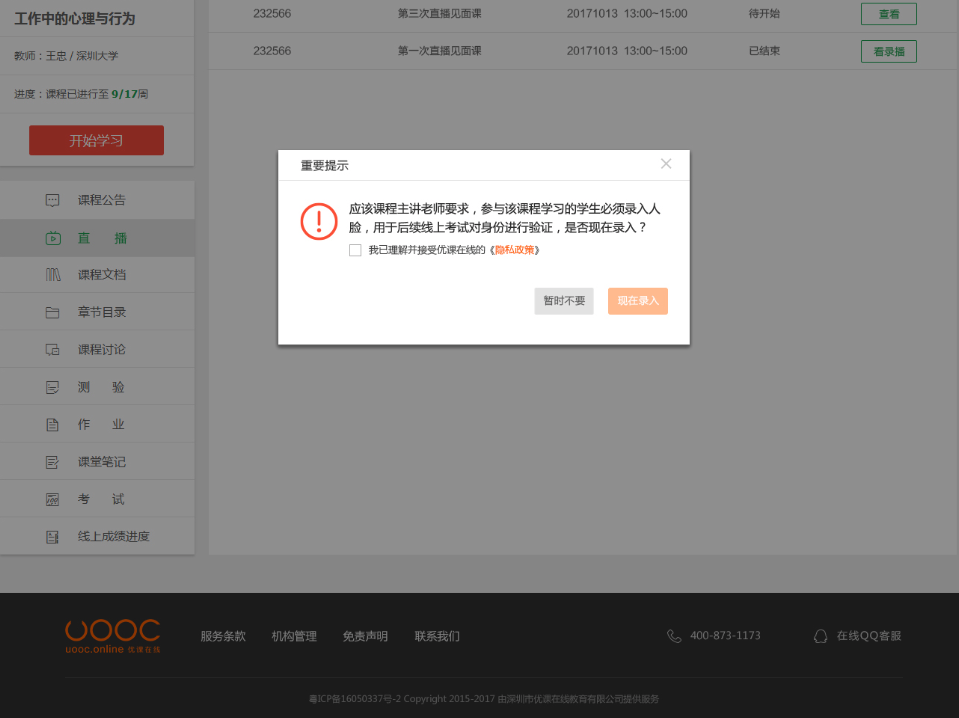 工作中的心理与行为
教师：王忠 / 深圳大学
进度：课程已进行至 9/17周
开始学习
课程公告
直 播
课程文档
章节目录
课程讨论
测 验
作 业
课堂笔记
考 试
线上成绩进度
232566 第三次直播见面课 20171013 13:00~15:00 待开始 查看
232566 第一次直播见面课 20171013 13:00~15:00 已结束 看录播
重要提示
应该课程主讲老师要求，参与该课程学习的学生必须录入人
脸，用于后续线上考试对身份进行验证，是否现在录入？
我已理解并接受优课在线的《隐私政策》
暂时不要 现在录入
UOOC
uooc.online 优课在线
服务条款 机构管理 免责声明 联系我们
400-873-1173 在线QQ客服
粤ICP备16050337号-2 Copyright 2015-2017 由深圳市优课在线教育有限公司提供服务